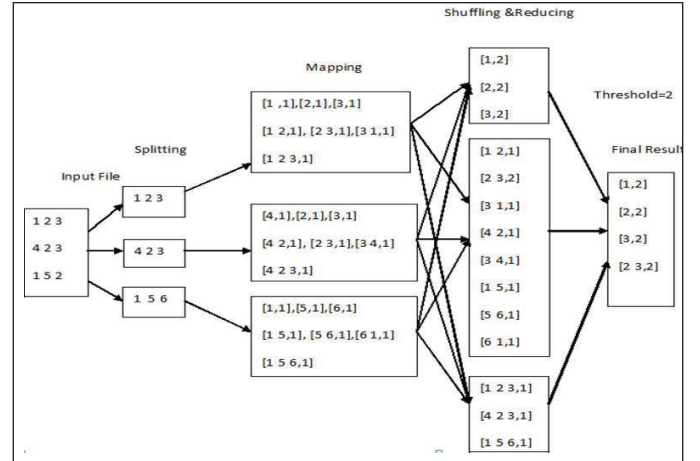 Shuffling &Reducing
Mapping
Threshold=2
Splitting
Input File
Final Result
1 2 3
4 2 3
1 5 2
1 2 3
4 2 3
1 5 6
[1 ,1],[2,1],[3,1]
[1 2,1], [2 3,1],[3 1,1]
[1 2 3,1]
[4,1],[2,1],[3,1]
[4 2,1], [2 3,1],[3 4,1]
[4 2 3,1]
[1,1],[5,1],[6,1]
[1 5,1], [5 6,1],[6 1,1]
[1 5 6,1]
[1,2]
[2,2]
[3,2]
[1 2,1]
[2 3,2]
[3 1,1]
[4 2,1]
[3 4,1]
[1 5,1]
[5 6,1]
[6 1,1]
[1 2 3,1]
[4 2 3,1]
[1 5 6,1]
[1,2]
[2,2]
[3,2]
[2 3,2]